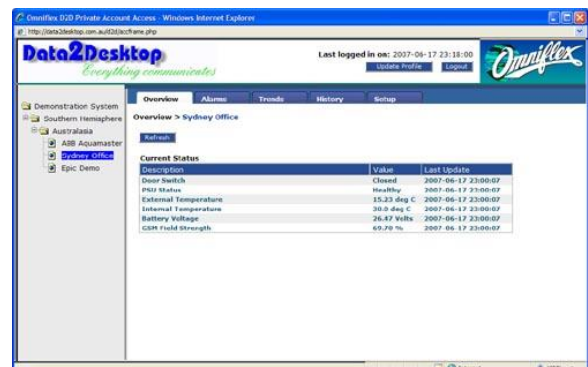 Omniflex D2D Private Account Access - Windows Internet Explorer
http://data2desktop.com.au/d2d/accframe.php
Data2Desktop
Everything communicates
Last logged in on: 2007-06-17 23:18:00
Update Profile Logout
Omniflex
Overview Alarms Trends History Setup
Demonstration System
Southern Hemisphere
Australasia
ABB Aquamaster
Sydney Office
Epic Demo
Overview > Sydney Office
Refresh
Current Status
Description Value Last Update
Door Switch Closed 2007-06-17 23:00:07
PSU Status Healthy 2007-06-17 23:00:07
External Temperature 15.23 deg C 2007-06-17 23:00:07
Internal Temperature 30.0 deg C 2007-06-17 23:00:07
Battery Voltage 26.47 Volts 2007-06-17 23:00:07
GSM Field Strength 69.70 % 2007-06-17 23:00:07